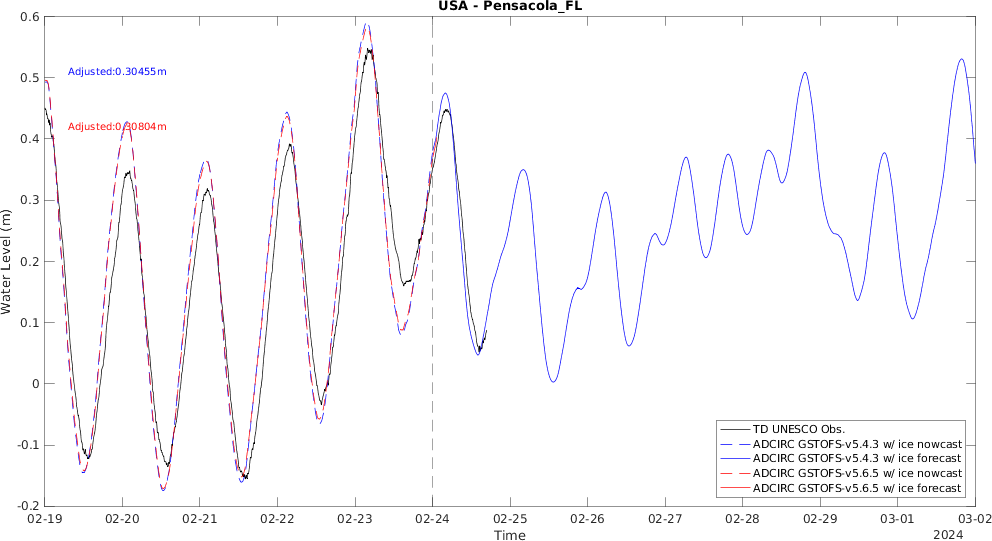 USA - Pensacola_FL
0.6
0.5
0.4
0.3
0.2
0.1
0
-0.1
-0.2
Water Level (m)
Adjusted:0.30455m
Adjusted:0.30804m
TD UNESCO Obs.
ADCIRC GSTOFS-v5.4.3 w/ ice nowcast
ADCIRC GSTOFS-v5.4.3 w/ ice forecast
ADCIRC GSTOFS-v5.6.5 w/ ice nowcast
ADCIRC GSTOFS-v5.6.5 w/ ice forecast
02-19 02-20 02-21 02-22 02-23 02-24 02-25 02-26 02-27 02-28 02-29 03-01 03-02
Time
2024